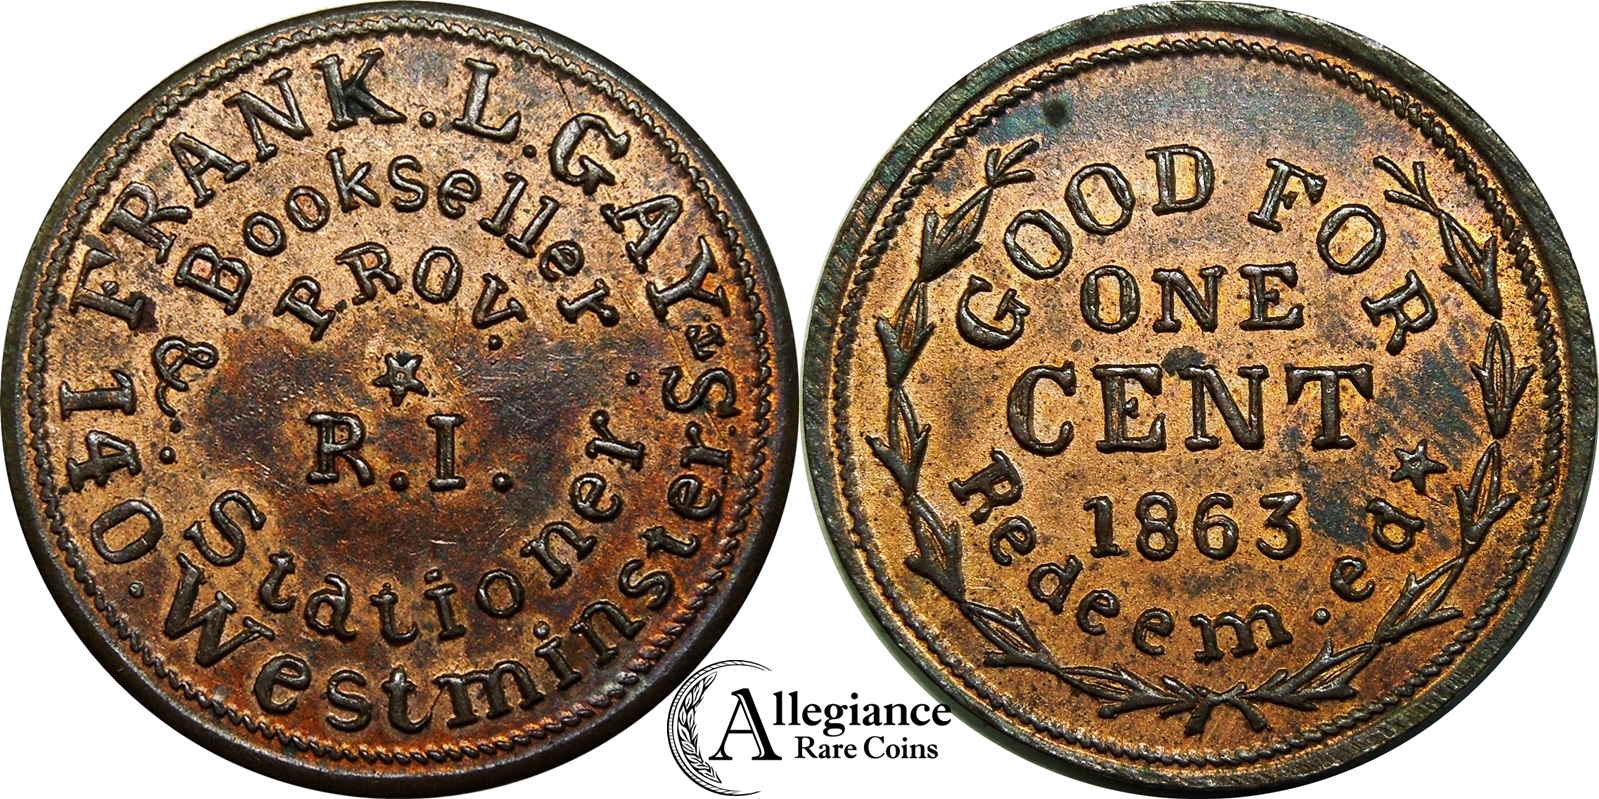 FRANK.L.GAY
Bookseller
PROV.
&
R.I.
Stationer.
140.Westminster St
GOOD FOR
ONE
CENT
1863
Redeem.ed
Allegiance
RARE COINS